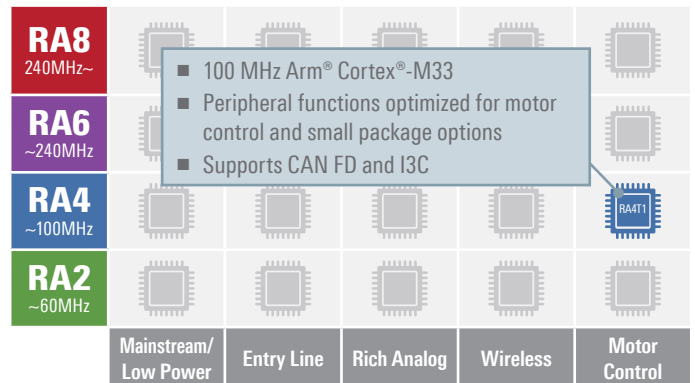 RA8
240MHz~
■ 100 MHz Arm® Cortex®-M33
■ Peripheral functions optimized for motor
control and small package options
■ Supports CAN FD and I3C
RA6
~240MHz
RA4
~100MHz
RA4T1
RA2
~60MHz
Mainstream/
Low Power
Entry Line
Rich Analog
Wireless
Motor
Control